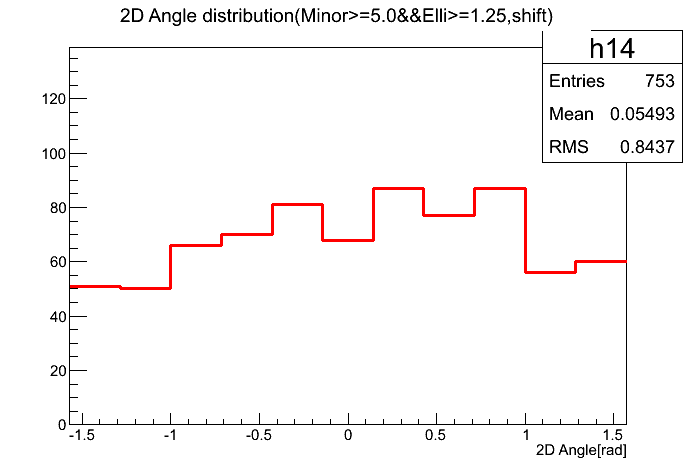 2D Angle distribution(Minor>=5.0&&Elli>=1.25,shift)
h14
Entries 753
Mean 0.05493
RMS 0.8437
120
100
80
60
40
20
0
-1.5 -1 -0.5 0 0.5 1 1.5
2D Angle[rad]